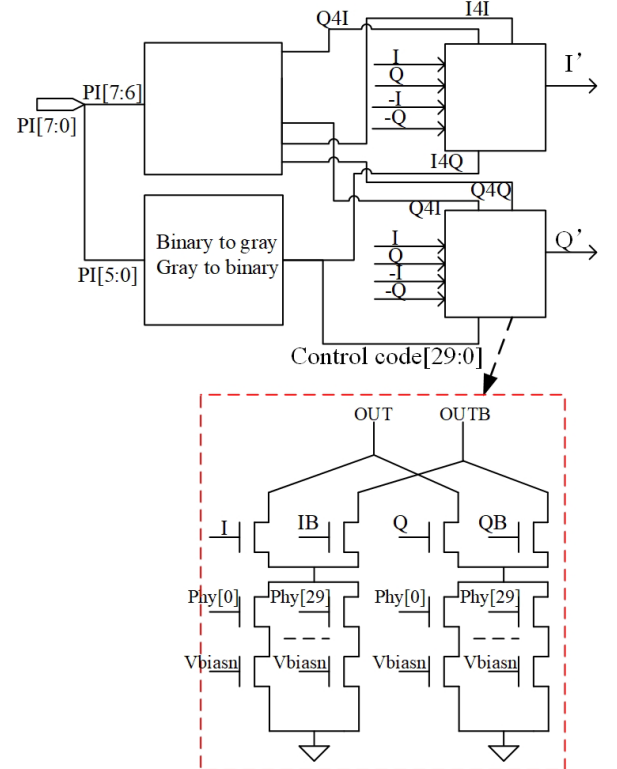 I4I
Q4I
I
Q
-I
-Q
I'
PI[7:6]
PI[7:0]
I4Q
Q4Q
Q4I
Binary to gray
Gray to binary
PI[5:0]
I
Q
-I
-Q
Q'
Control code[29:0]
OUT OUTB
I IB Q QB
Phy[0] Phy[29] Phy[0] Phy[29]
Vbiasn Vbiasn Vbiasn Vbiasn